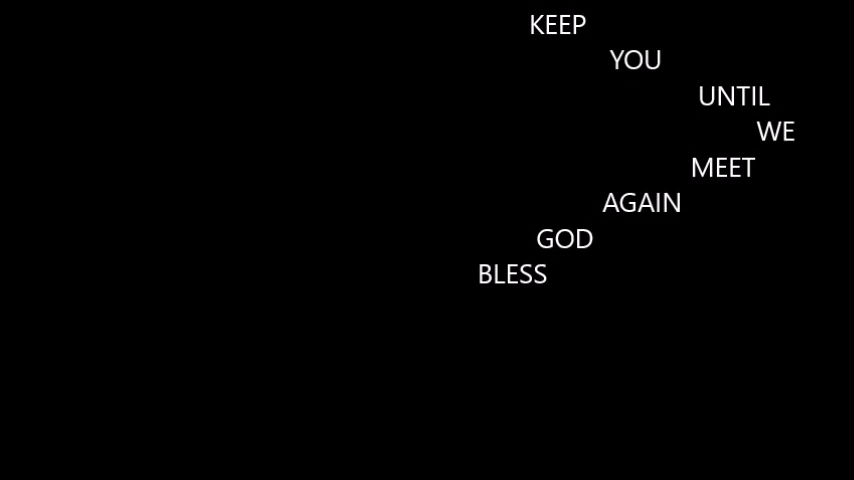 KEEP
YOU
UNTIL
WE
MEET
AGAIN
GOD
BLESS